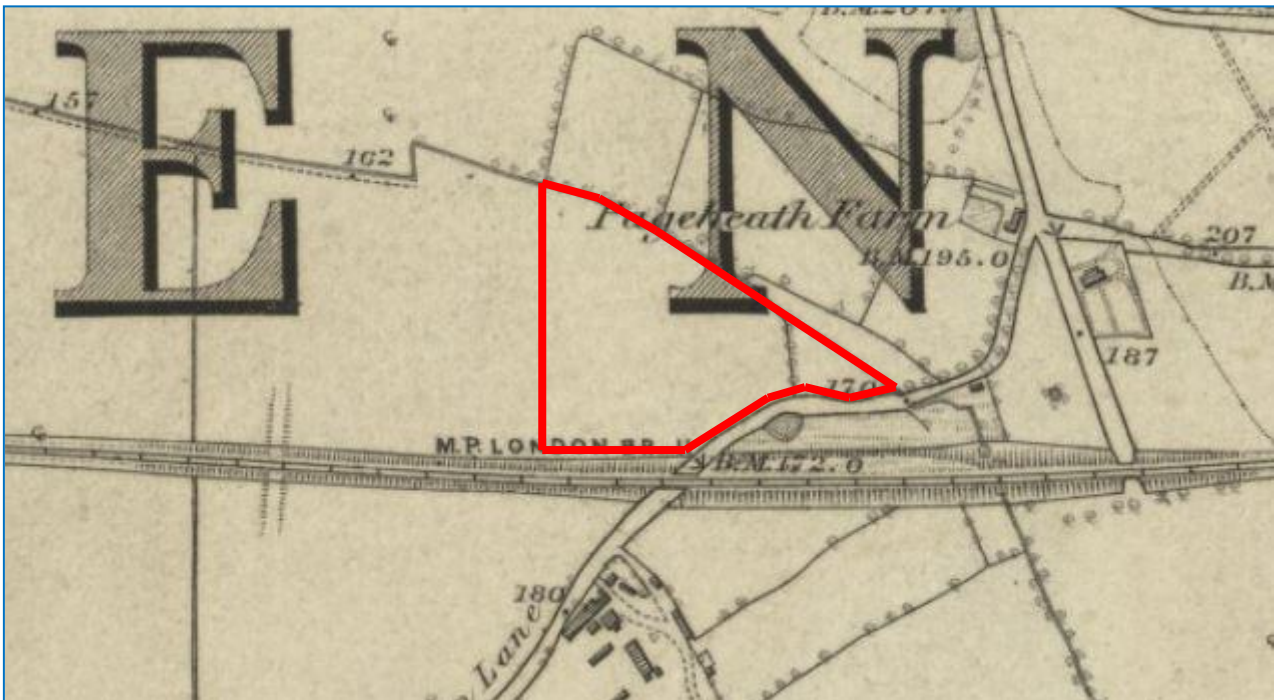 E N
157
162
Pageheath Farm
207
B.M.195.0
B.M
187
170
M.P. LONDON BR.
B.M.172.0
180
Lane